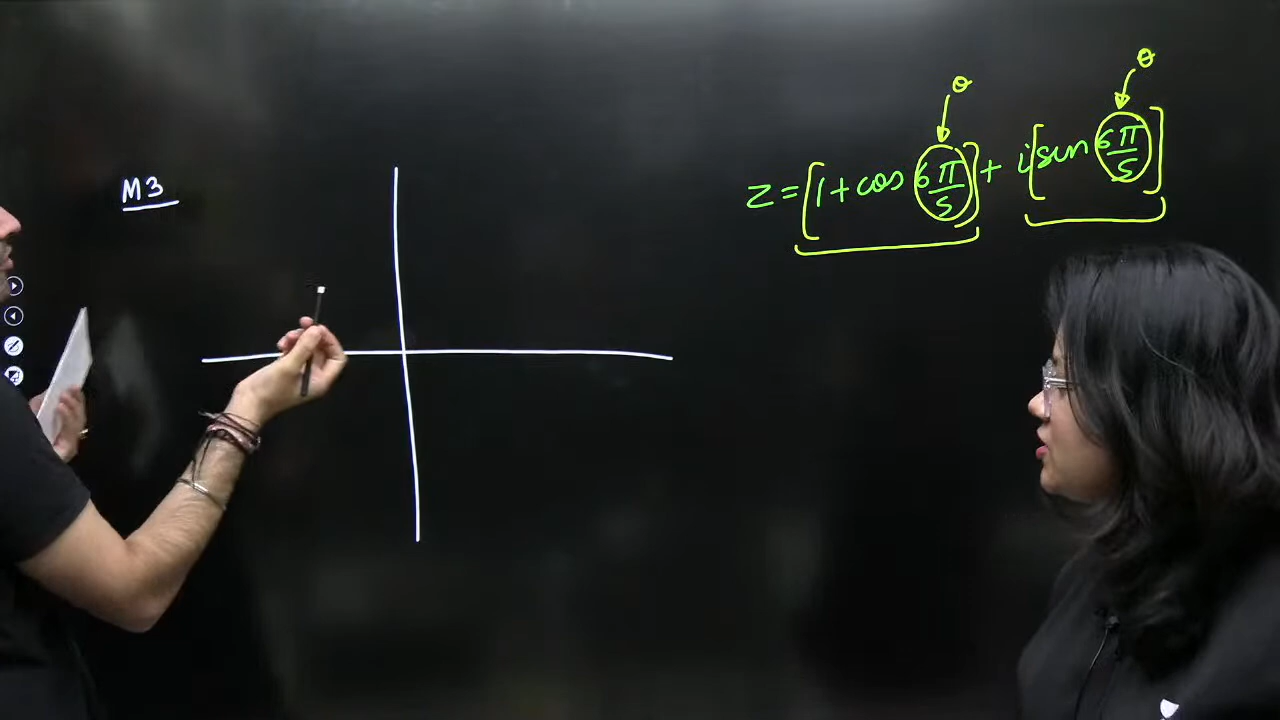 θ
θ
M3
z = [1 + cos 6π/5] + i[sin 6π/5]